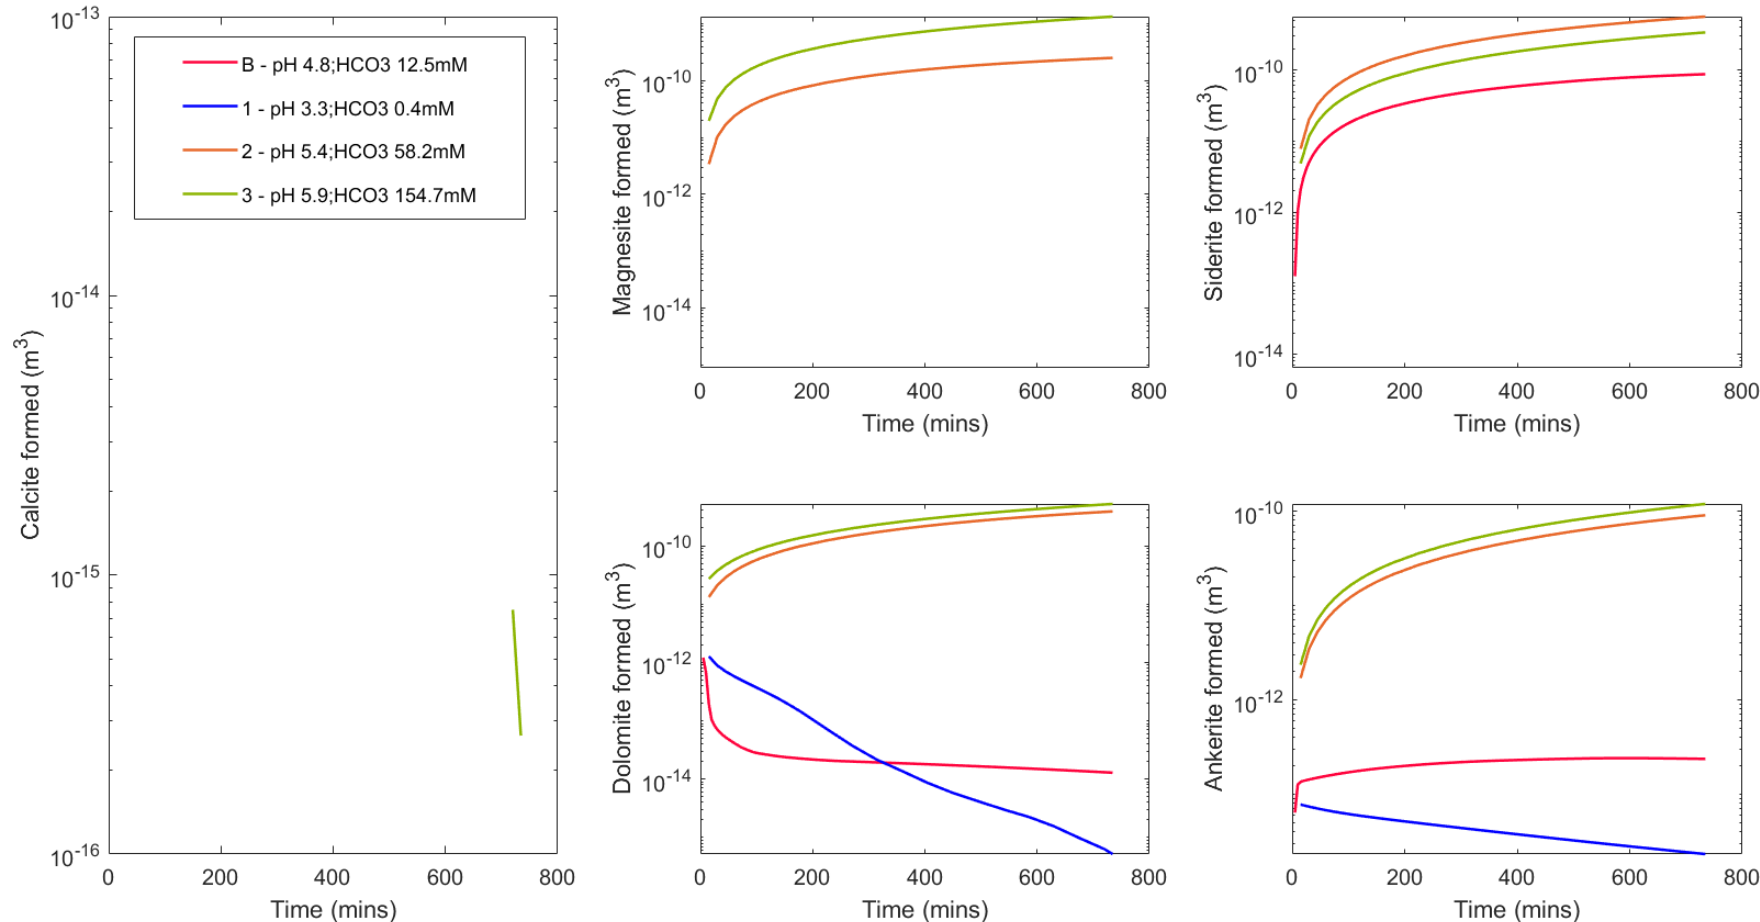 10⁻¹³
B - pH 4.8;HCO3 12.5mM
1 - pH 3.3;HCO3 0.4mM
2 - pH 5.4;HCO3 58.2mM
3 - pH 5.9;HCO3 154.7mM
10⁻¹⁴
10⁻¹⁵
10⁻¹⁶
Calcite formed (m³)
0 200 400 600 800
Time (mins)
10⁻¹⁰
10⁻¹²
10⁻¹⁴
Magnesite formed (m³)
0 200 400 600 800
Time (mins)
10⁻¹⁰
10⁻¹²
10⁻¹⁴
Siderite formed (m³)
0 200 400 600 800
Time (mins)
10⁻¹⁰
10⁻¹²
10⁻¹⁴
Dolomite formed (m³)
0 200 400 600 800
Time (mins)
10⁻¹⁰
10⁻¹²
Ankerite formed (m³)
0 200 400 600 800
Time (mins)